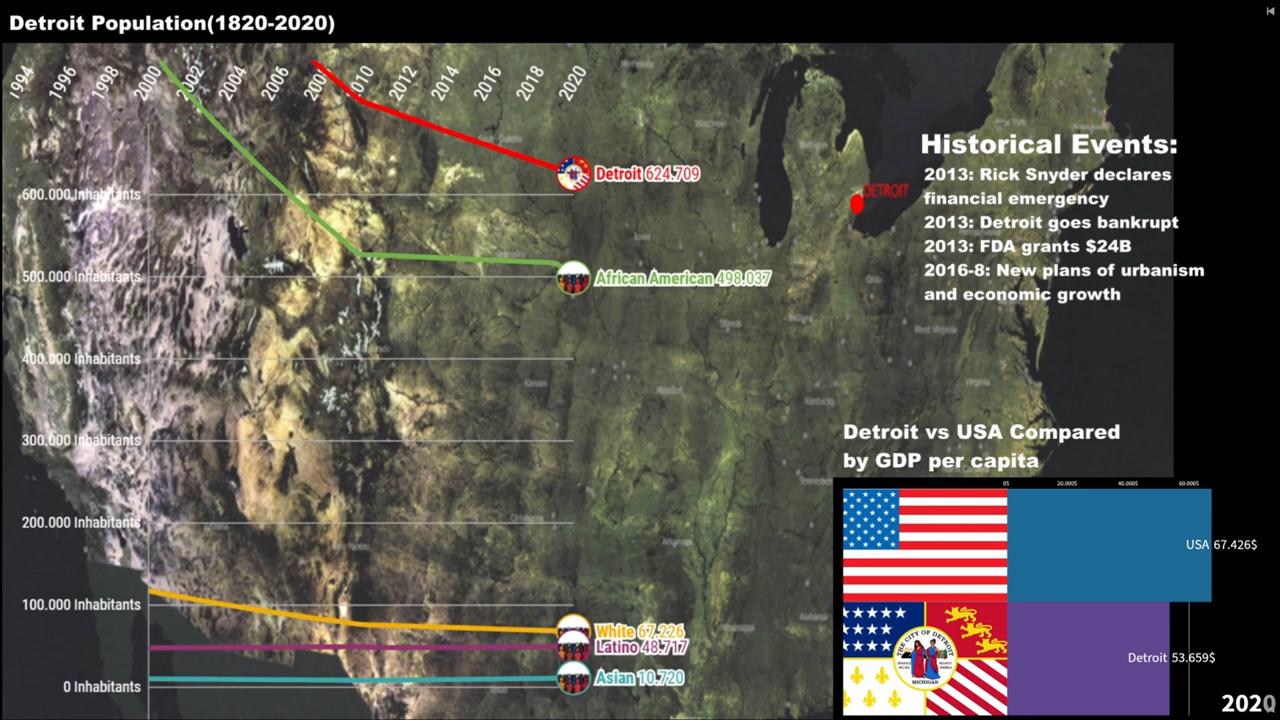 Detroit Population(1820-2020)
1994
1996
1998
2000
2002
2004
2006
2010
2012
2014
2016
2018
2020
Historical Events:
2013: Rick Snyder declares
financial emergency
2013: Detroit goes bankrupt
2013: FDA grants $24B
2016-8: New plans of urbanism
and economic growth
Detroit 624.709
DETROIT
600.000 Inhabitants
500.000 Inhabitants
African American 498.037
400.000 Inhabitants
300.000 Inhabitants
200.000 Inhabitants
100.000 Inhabitants
White 67.226
Latino 48.717
Asian 10.720
0 Inhabitants
Detroit vs USA Compared
by GDP per capita
0$
20.000$
40.000$
60.000$
USA 67.426$
THE CITY OF DETROIT
MICHIGAN
Detroit 53.659$
2020